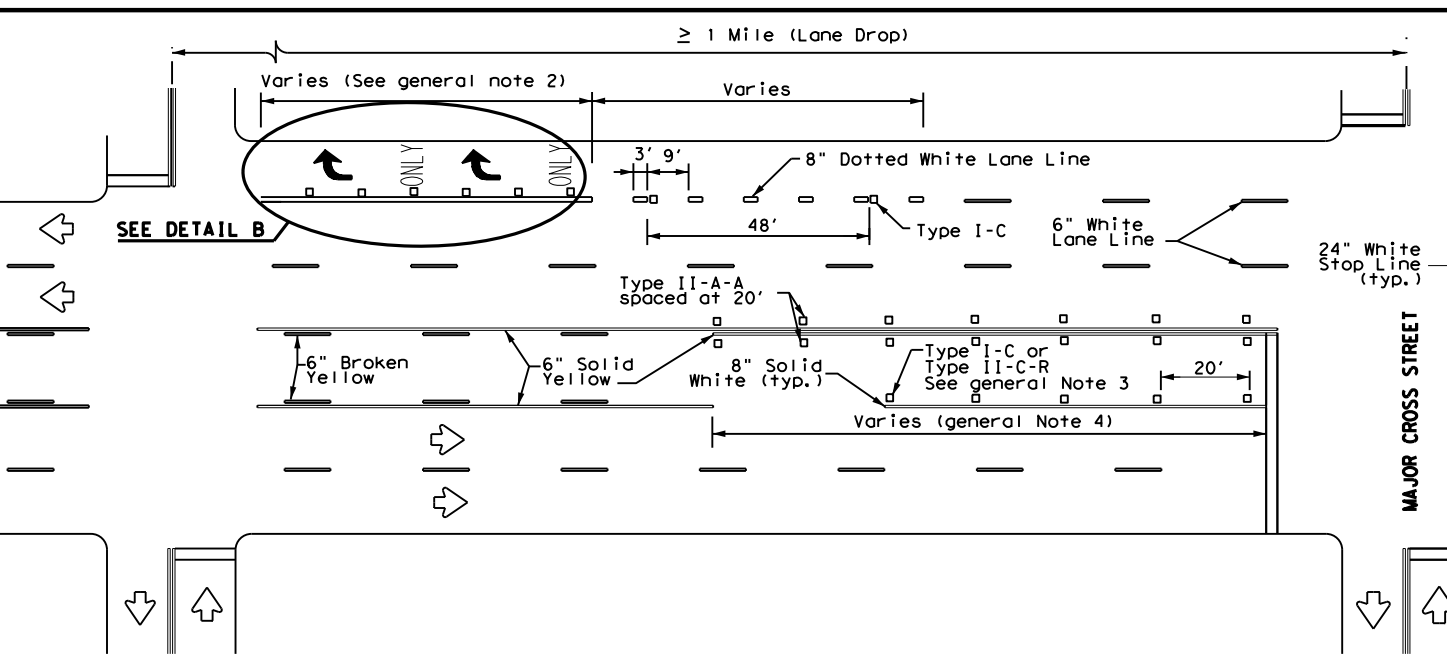 ≥ 1 Mile (Lane Drop)
Varies (See general note 2)
Varies
ONLY
ONLY
3' 9'
8" Dotted White Lane Line
SEE DETAIL B
48'
Type I-C
6" White
Lane Line
24" White
Stop Line
(typ.)
Type II-A-A
spaced at 20'
6" Broken
Yellow
6" Solid
Yellow
8" Solid
White (typ.)
Type I-C or
Type II-C-R
See general Note 3
20'
Varies (general Note 4)
MAJOR CROSS STREET